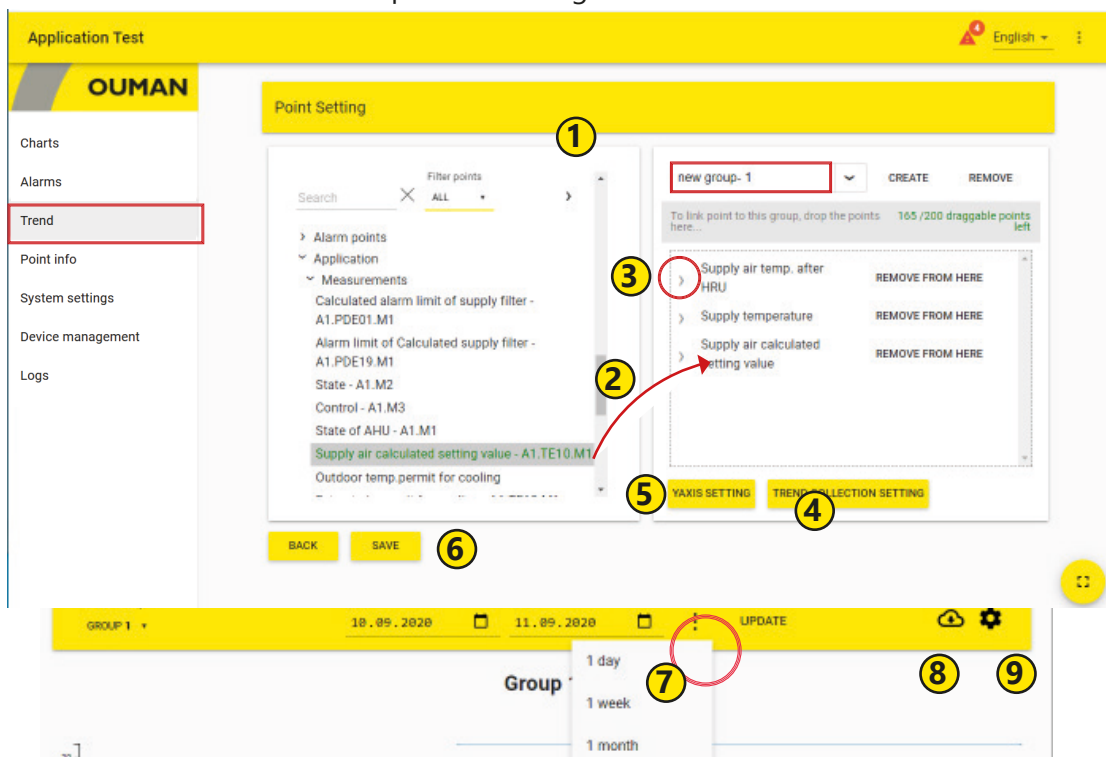 Application Test
4
English
OUMAN
Charts
Alarms
Trend
Point info
System settings
Device management
Logs
Point Setting
1
Search
Filter points
ALL
Alarm points
Application
Measurements
Calculated alarm limit of supply filter -
A1.PDE01.M1
Alarm limit of Calculated supply filter -
A1.PDE19.M1
State - A1.M2
Control - A1.M3
State of AHU - A1.M1
Supply air calculated setting value - A1.TE10.M1
Outdoor temp.permit for cooling
2
new group- 1
CREATE
REMOVE
To link point to this group, drop the points
here...
165 /200 draggable points
left
3
Supply air temp. after
HRU
REMOVE FROM HERE
Supply temperature
REMOVE FROM HERE
Supply air calculated
setting value
REMOVE FROM HERE
5
YAXIS SETTING
TREND COLLECTION SETTING
4
BACK
SAVE
6
GROUP 1
10.09.2020
11.09.2020
UPDATE
Group
1 day
1 week
1 month
7
8
9